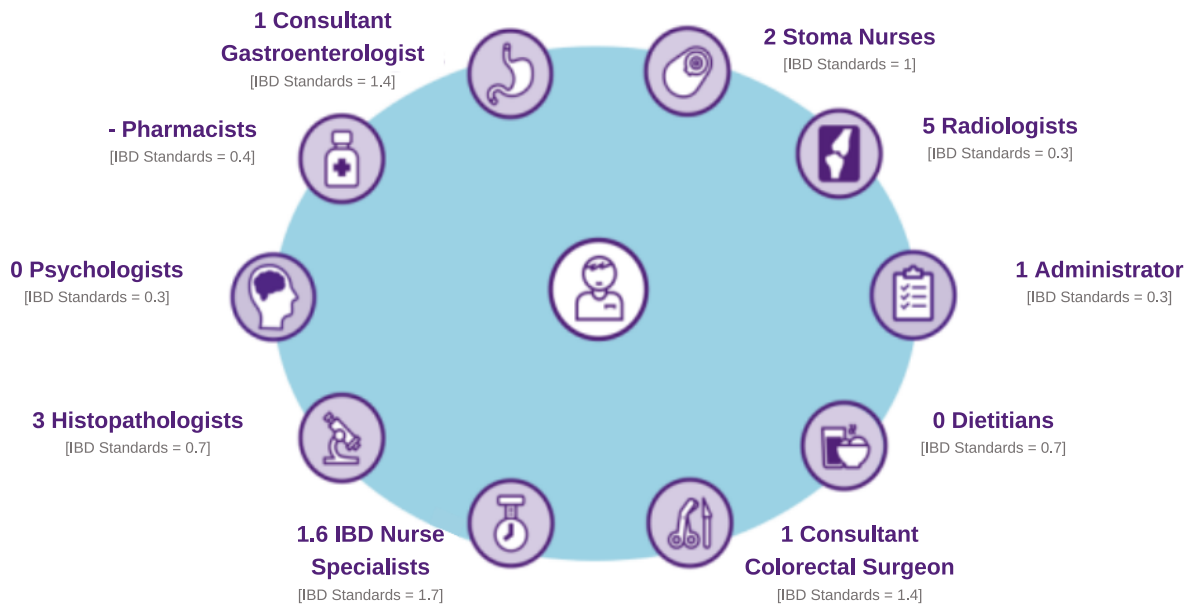 1 Consultant
Gastroenterologist
[IBD Standards = 1.4]
2 Stoma Nurses
[IBD Standards = 1]
- Pharmacists
[IBD Standards = 0.4]
5 Radiologists
[IBD Standards = 0.3]
0 Psychologists
[IBD Standards = 0.3]
1 Administrator
[IBD Standards = 0.3]
3 Histopathologists
[IBD Standards = 0.7]
0 Dietitians
[IBD Standards = 0.7]
1.6 IBD Nurse
Specialists
[IBD Standards = 1.7]
1 Consultant
Colorectal Surgeon
[IBD Standards = 1.4]